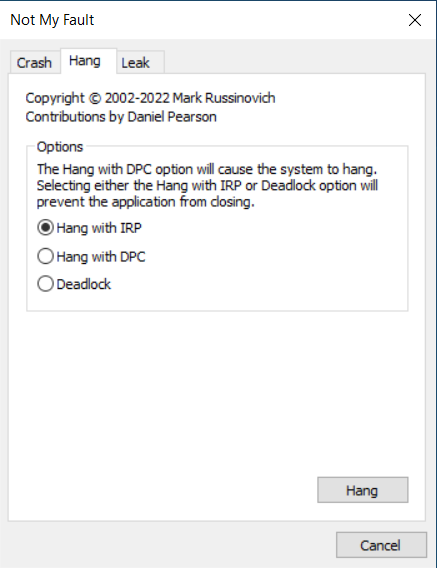 Not My Fault
Crash Hang Leak
Copyright © 2002-2022 Mark Russinovich
Contributions by Daniel Pearson
Options
The Hang with DPC option will cause the system to hang.
Selecting either the Hang with IRP or Deadlock option will
prevent the application from closing.
Hang with IRP
Hang with DPC
Deadlock
Hang
Cancel